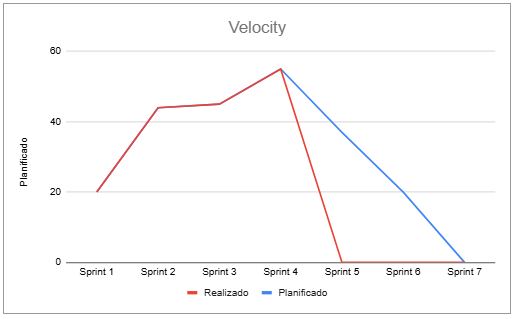 Velocity
60
40
20
0
Planificado
Sprint 1 Sprint 2 Sprint 3 Sprint 4 Sprint 5 Sprint 6 Sprint 7
Realizado Planificado